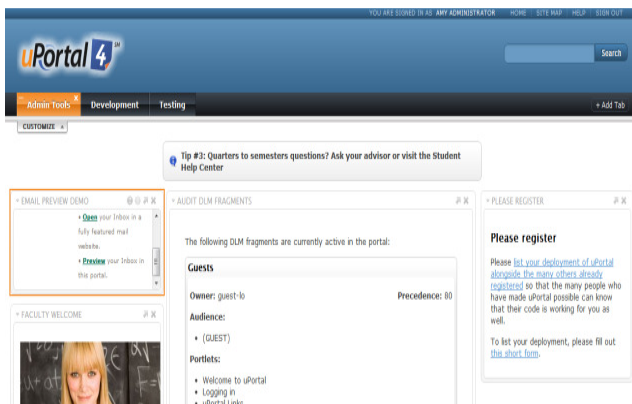 YOU ARE SIGNED IN AS AMY ADMINISTRATOR HOME SITE MAP HELP SIGN OUT
uPortal 4 SM
Search
Admin Tools x Development Testing + Add Tab
CUSTOMIZE x
Tip #3: Quarters to semesters questions? Ask your advisor or visit the Student
Help Center
EMAIL PREVIEW DEMO
Open your Inbox in a
fully featured mail
website.
Preview your Inbox in
this portal.
FACULTY WELCOME
AUDIT DLM FRAGMENTS
The following DLM fragments are currently active in the portal:
Guests
Owner: guest-lo Precedence: 80
Audience:
• (GUEST)
Portlets:
• Welcome to uPortal
• Logging in
• uPortal Links
PLEASE REGISTER
Please register
Please list your deployment of uPortal
alongside the many others already
registered so that the many people who
have made uPortal possible can know
that their code is working for you as
well.
To list your deployment, please fill out
this short form.